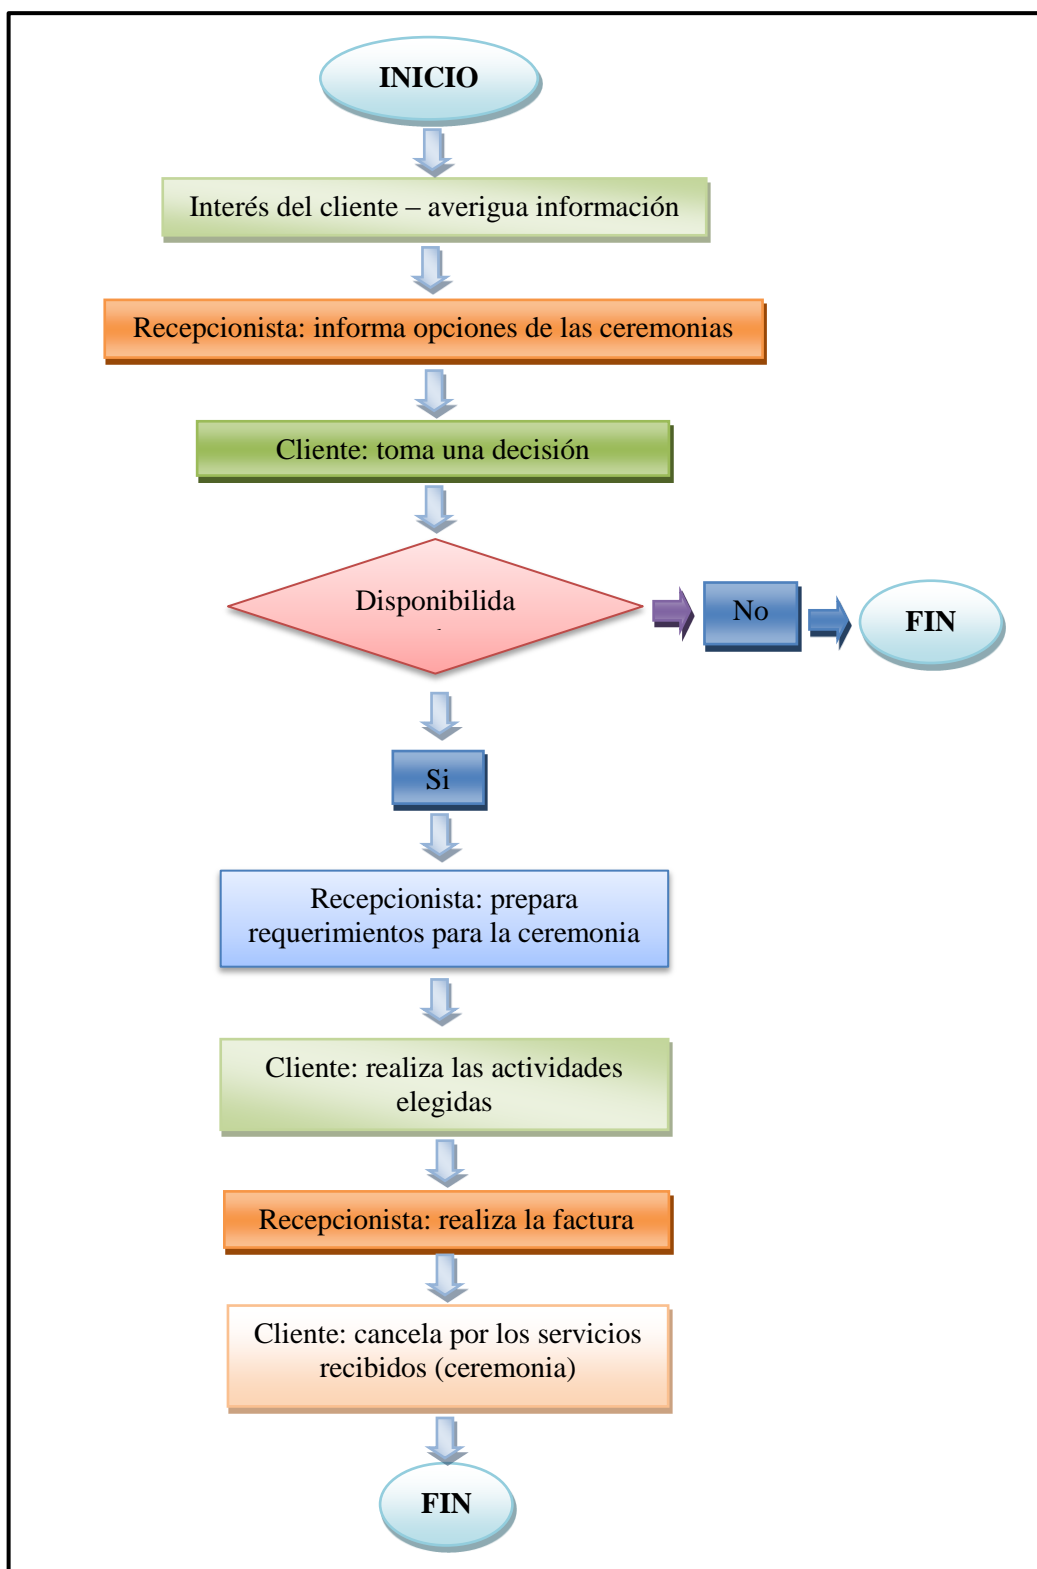 INICIO
Interés del cliente – averigua información
Recepcionista: informa opciones de las ceremonias
Cliente: toma una decisión
Disponibilida
No
FIN
Si
Recepcionista: prepara
requerimientos para la ceremonia
Cliente: realiza las actividades
elegidas
Recepcionista: realiza la factura
Cliente: cancela por los servicios
recibidos (ceremonia)
FIN